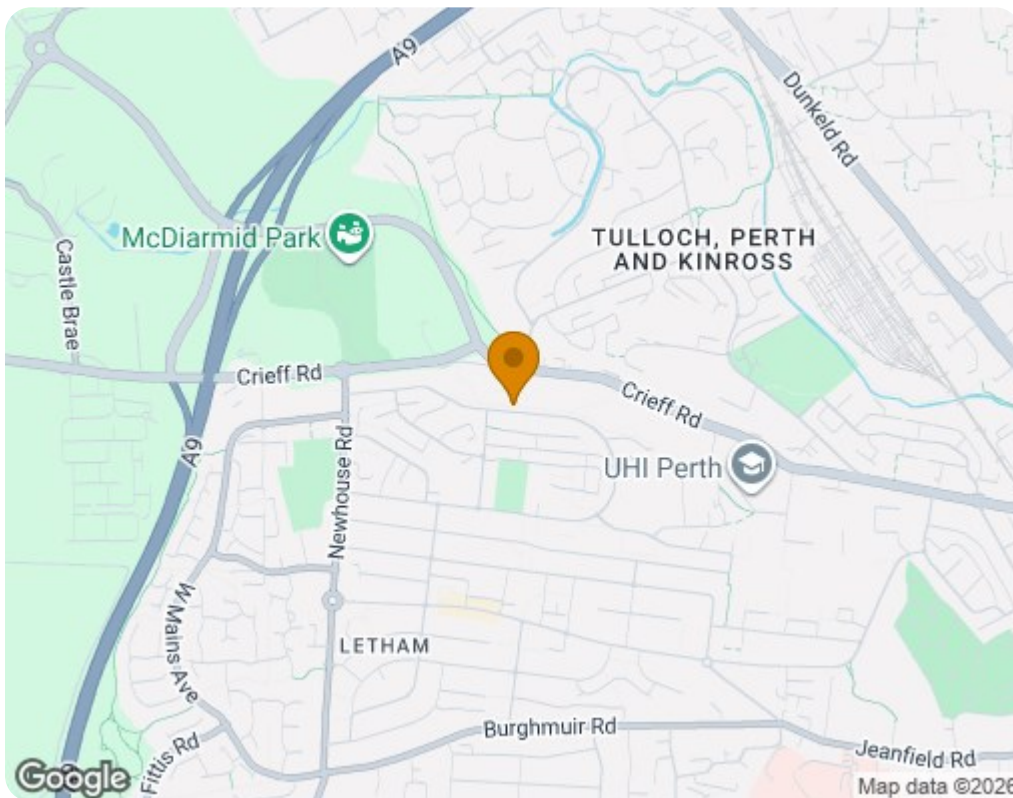 A9
Dunkeld Rd
McDiarmid Park
TULLOCH, PERTH
AND KINROSS
Castle Brae
Crieff Rd
Crieff Rd
A9
Newhouse Rd
UHI Perth
W Mains Ave
LETHAM
Burghmuir Rd
Fittis Rd
Jeanfield Rd
Google
Map data ©2026